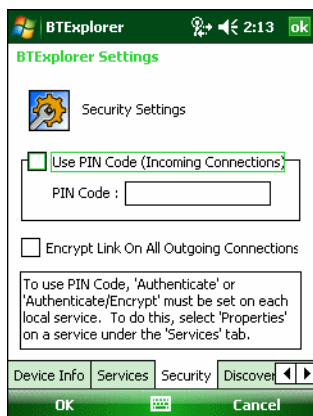 BTExplorer 2:13 ok
BTExplorer Settings
Security Settings
Use PIN Code (Incoming Connections)
PIN Code :
Encrypt Link On All Outgoing Connections
To use PIN Code, 'Authenticate' or
'Authenticate/Encrypt' must be set on each
local service. To do this, select 'Properties'
on a service under the 'Services' tab.
Device Info Services Security Discover
OK Cancel